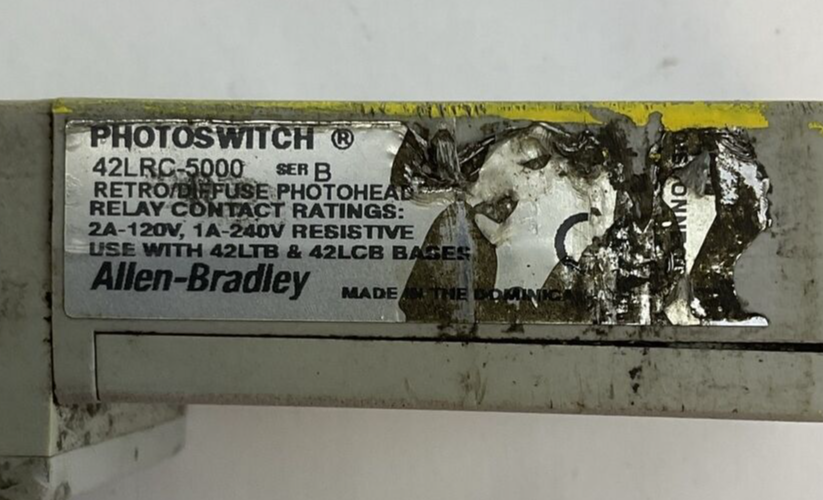 PHOTOSWITCH ®
42LRC-5000 SER B
RETRO/DIFFUSE PHOTOHEAD
RELAY CONTACT RATINGS:
2A-120V, 1A-240V RESISTIVE
USE WITH 42LTB & 42LCB BASES
Allen-Bradley
MADE IN THE DOMINICA